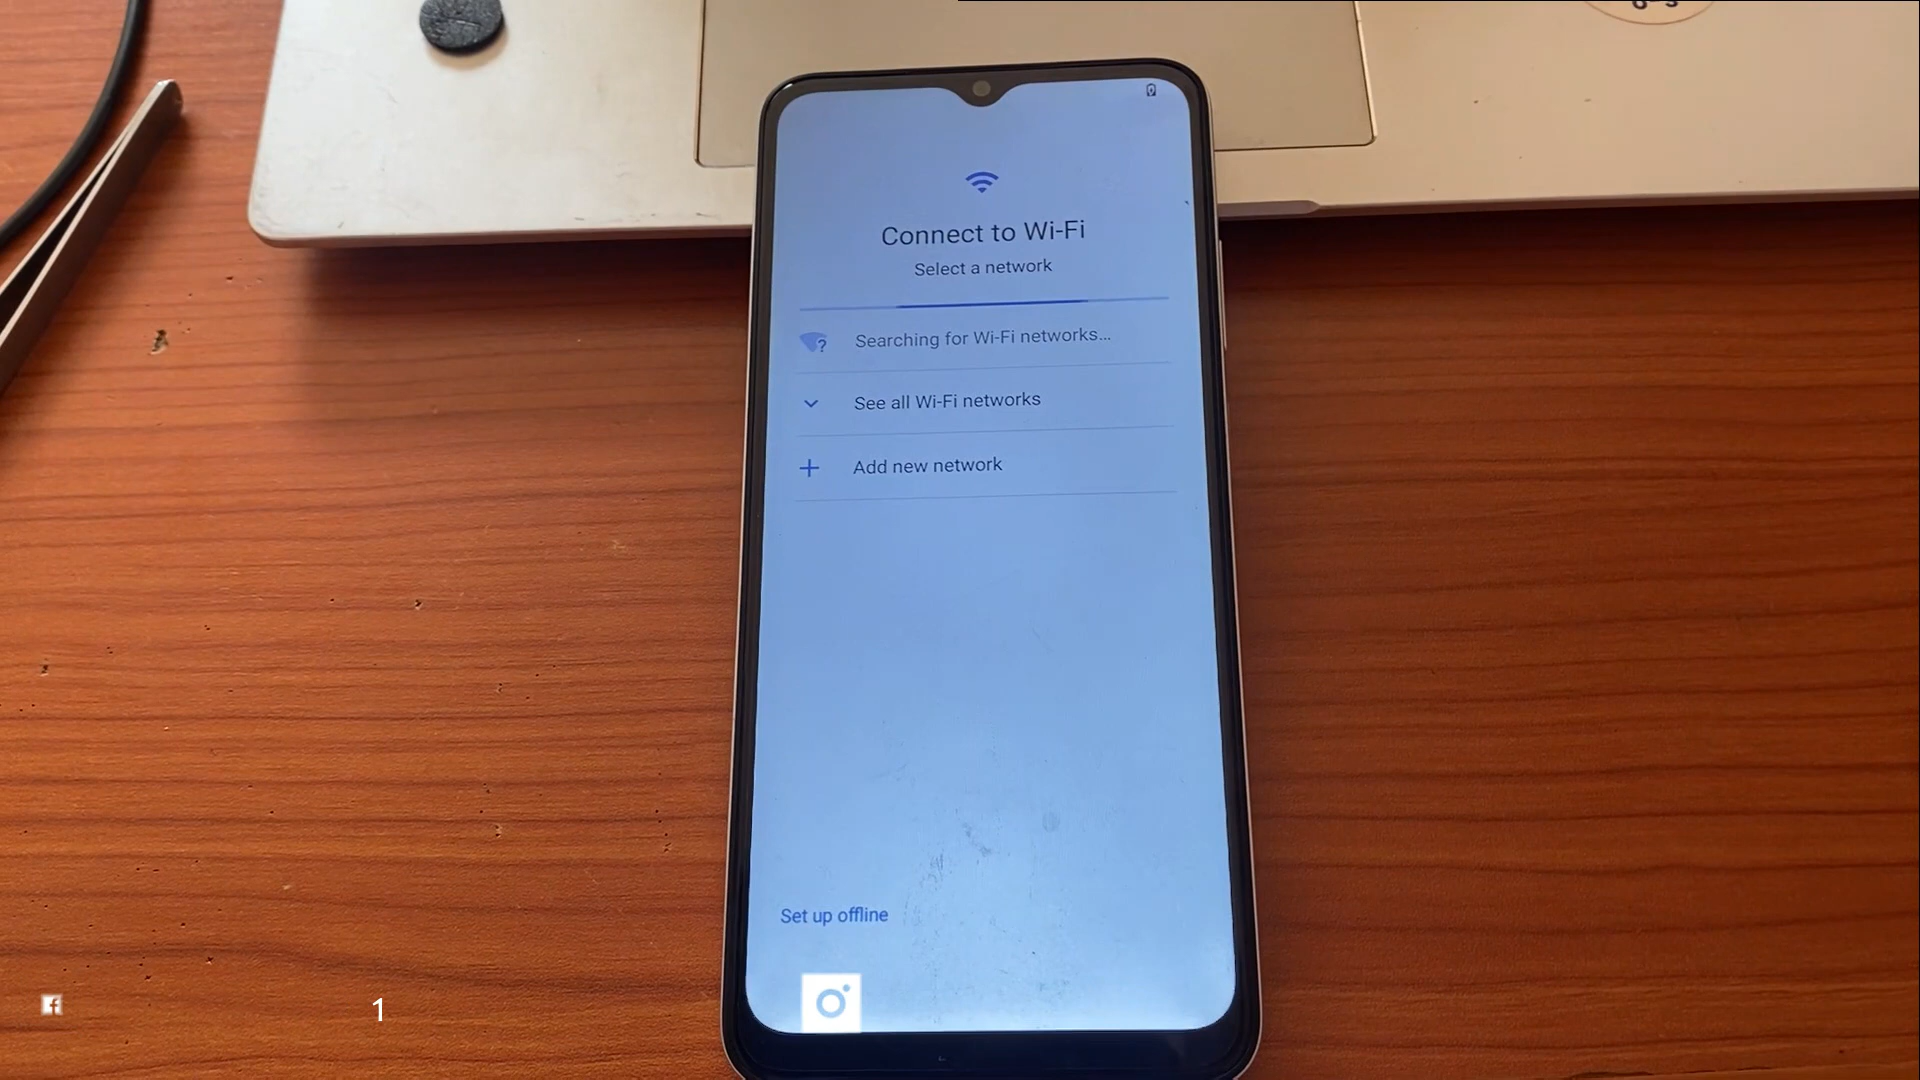 Connect to Wi-Fi
Select a network
Searching for Wi-Fi networks...
See all Wi-Fi networks
Add new network
Set up offline
1